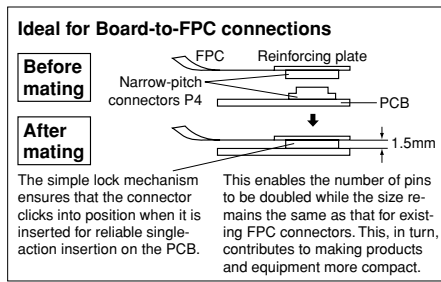 Ideal for Board-to-FPC connections
Before
mating
FPC
Reinforcing plate
Narrow-pitch
connectors P4
PCB
After
mating
1.5mm
The simple lock mechanism
ensures that the connector
clicks into position when it is
inserted for reliable single-
action insertion on the PCB.
This enables the number of pins
to be doubled while the size re-
mains the same as that for exist-
ing FPC connectors. This, in turn,
contributes to making products
and equipment more compact.